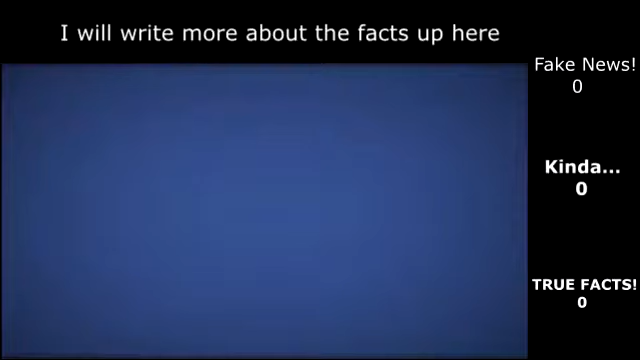 I will write more about the facts up here
Fake News!
0
Kinda...
0
TRUE FACTS!
0